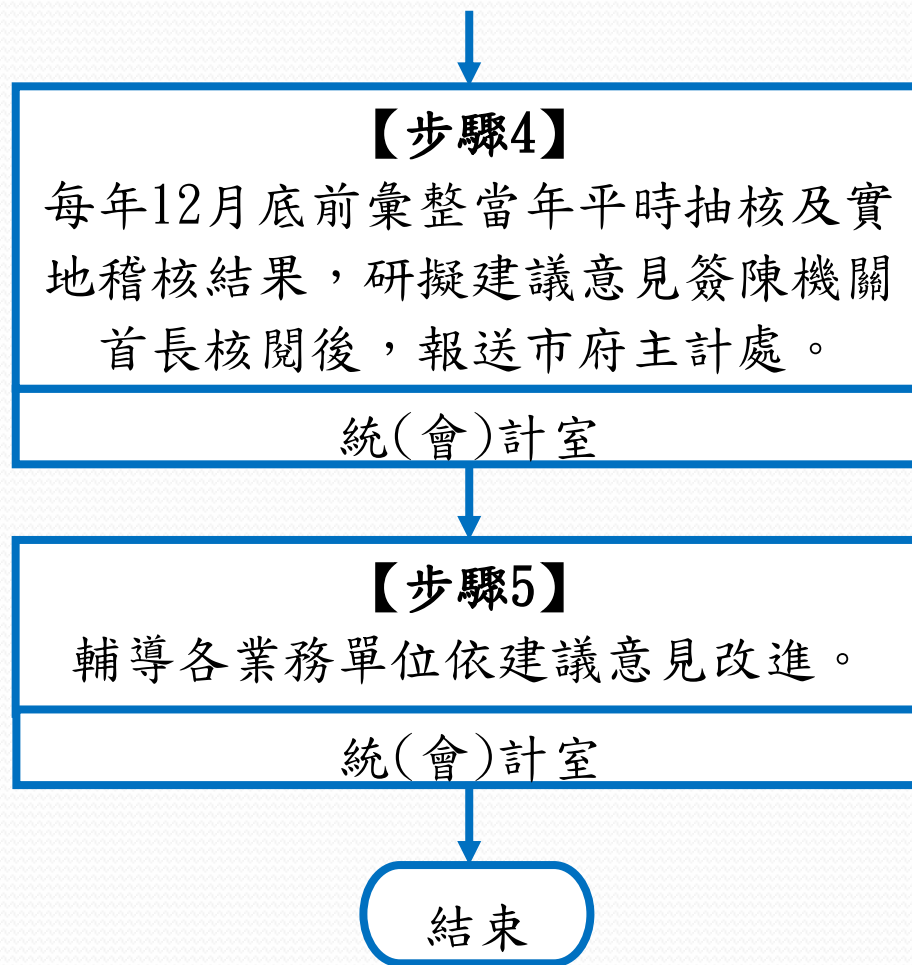 【步驟4】
每年12月底前彙整當年平時抽核及實
地稽核結果，研擬建議意見簽陳機關
首長核閱後，報送市府主計處。
統(會)計室
【步驟5】
輔導各業務單位依建議意見改進。
統(會)計室
結束